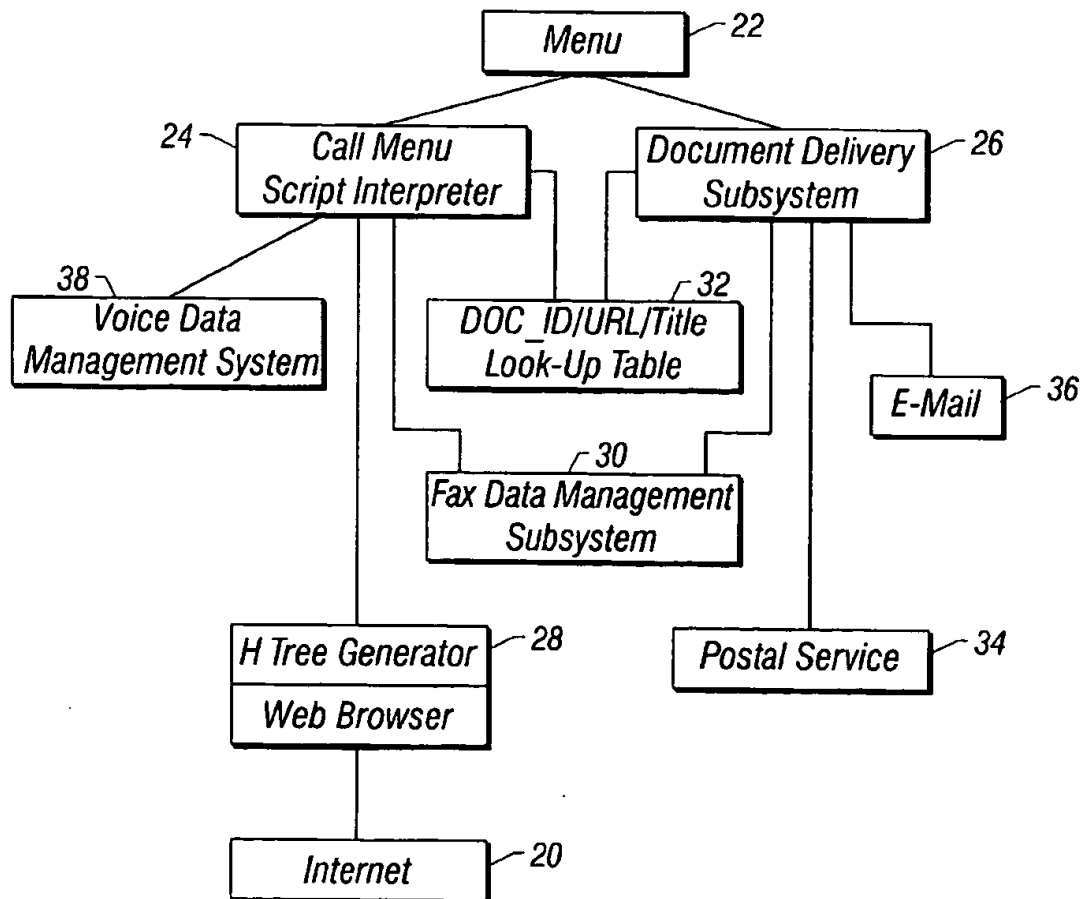 Menu
22
24
Call Menu
Script Interpreter
Document Delivery
Subsystem
26
38
Voice Data
Management System
32
DOC_ID/URL/Title
Look-Up Table
E-Mail
36
30
Fax Data Management
Subsystem
H Tree Generator
28
Web Browser
Postal Service
34
Internet
20